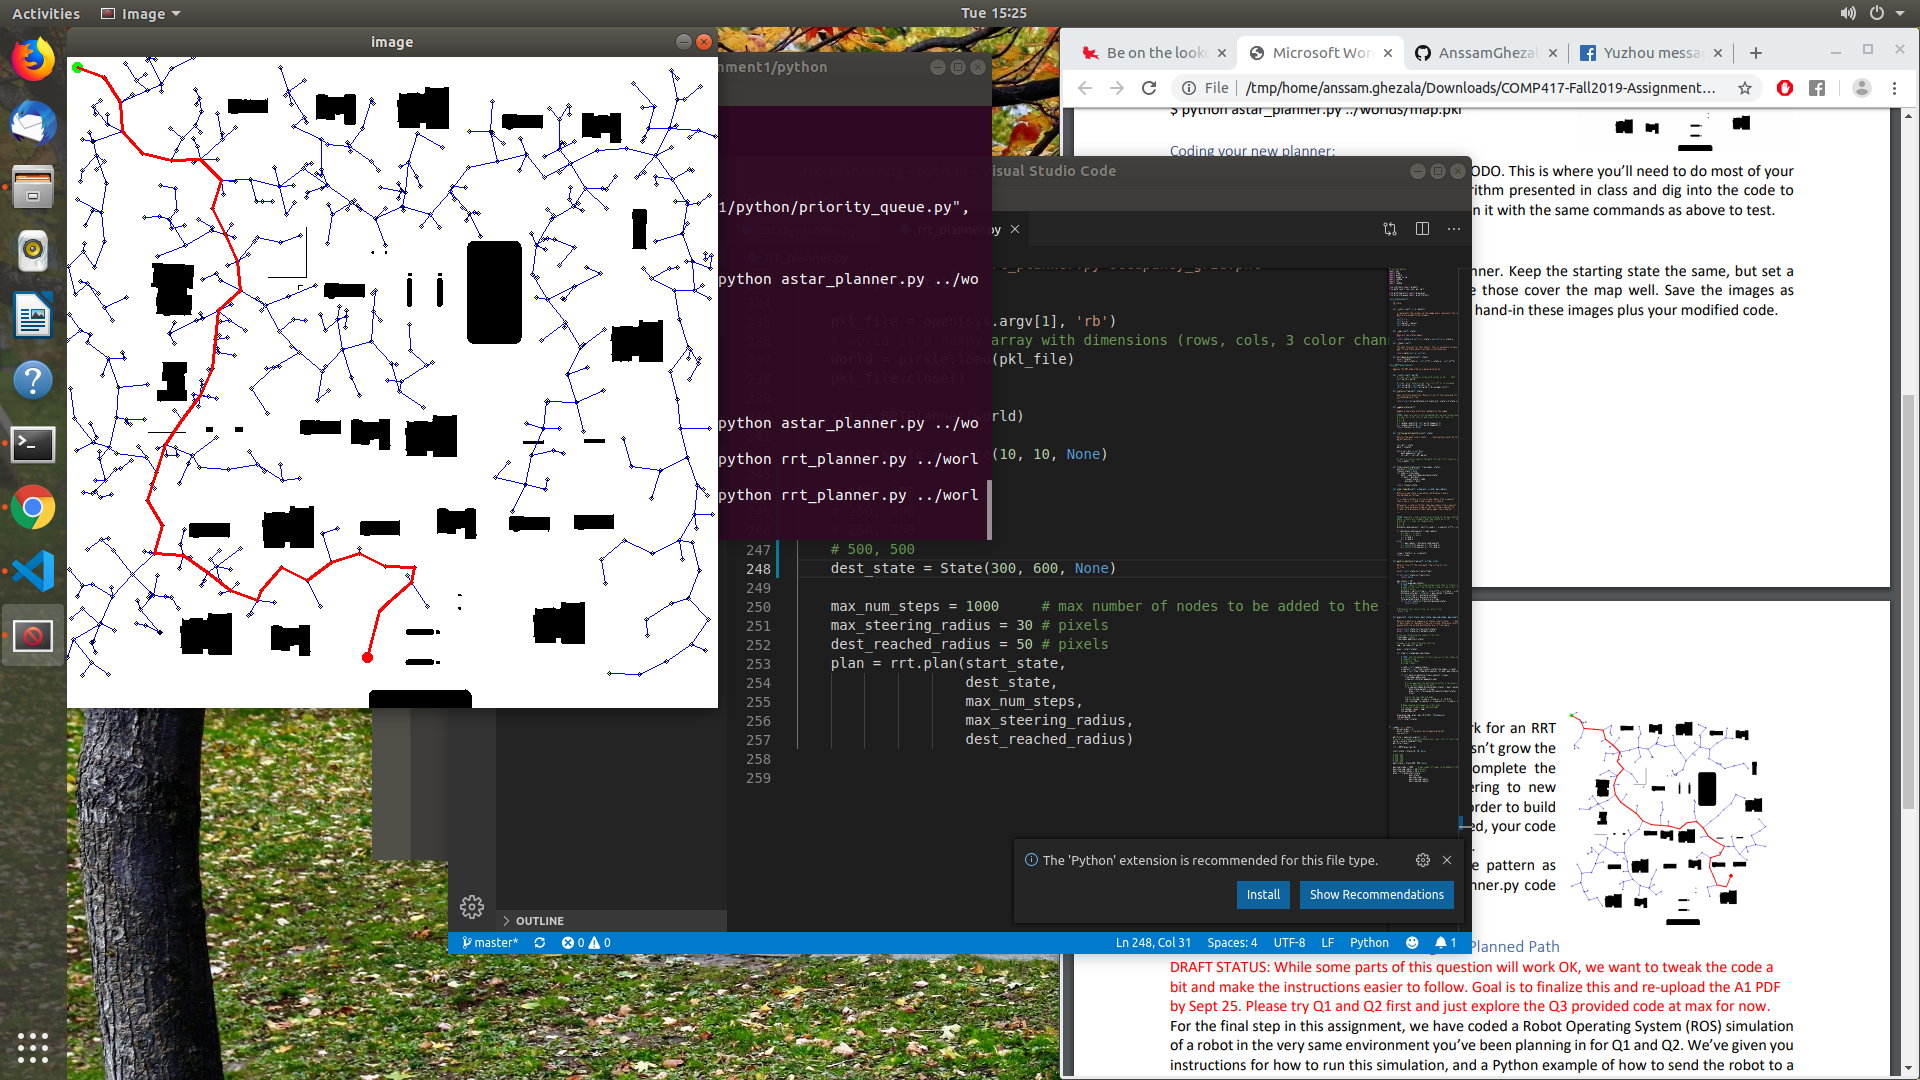 Activities
Image
Tue 15:25
image
nment1/python
1/python/priority_queue.py",
python astar_planner.py ../wo
python astar_planner.py ../wo
python rrt_planner.py ../worl
python rrt_planner.py ../worl
isual Studio Code
rrt_planner.py
pkl_file = open(sys.argv[1], 'rb')
array with dimensions (rows, cols, 3 color chan
world = pickle.load(pkl_file)
pkl_file.close()
ld)
(10, 10, None)
247 # 500, 500
248 dest_state = State(300, 600, None)
249
250 max_num_steps = 1000 # max number of nodes to be added to the
251 max_steering_radius = 30 # pixels
252 dest_reached_radius = 50 # pixels
253 plan = rrt.plan(start_state,
254 dest_state,
255 max_num_steps,
256 max_steering_radius,
257 dest_reached_radius)
258
259
The 'Python' extension is recommended for this file type.
Install
Show Recommendations
OUTLINE
master*
0
0
Ln 248, Col 31
Spaces: 4
UTF-8
LF
Python
1
Be on the look
Microsoft Wor
AnssamGheza
Yuzhou messa
File
/tmp/home/anssam.ghezala/Downloads/COMP417-Fall2019-Assignment...
$ python astar_planner.py ../worlds/map.pkl
Coding your new planner:
ODO. This is where you'll need to do most of your
rithm presented in class and dig into the code to
n it with the same commands as above to test.
nner. Keep the starting state the same, but set a
e those cover the map well. Save the images as
hand-in these images plus your modified code.
k for an RRT
sn't grow the
omplete the
ering to new
order to build
ed, your code
e pattern as
nner.py code
Planned Path
DRAFT STATUS: While some parts of this question will work OK, we want to tweak the code a
bit and make the instructions easier to follow. Goal is to finalize this and re-upload the A1 PDF
by Sept 25. Please try Q1 and Q2 first and just explore the Q3 provided code at max for now.
For the final step in this assignment, we have coded a Robot Operating System (ROS) simulation
of a robot in the very same environment you've been planning in for Q1 and Q2. We've given you
instructions for how to run this simulation, and a Python example of how to send the robot to a